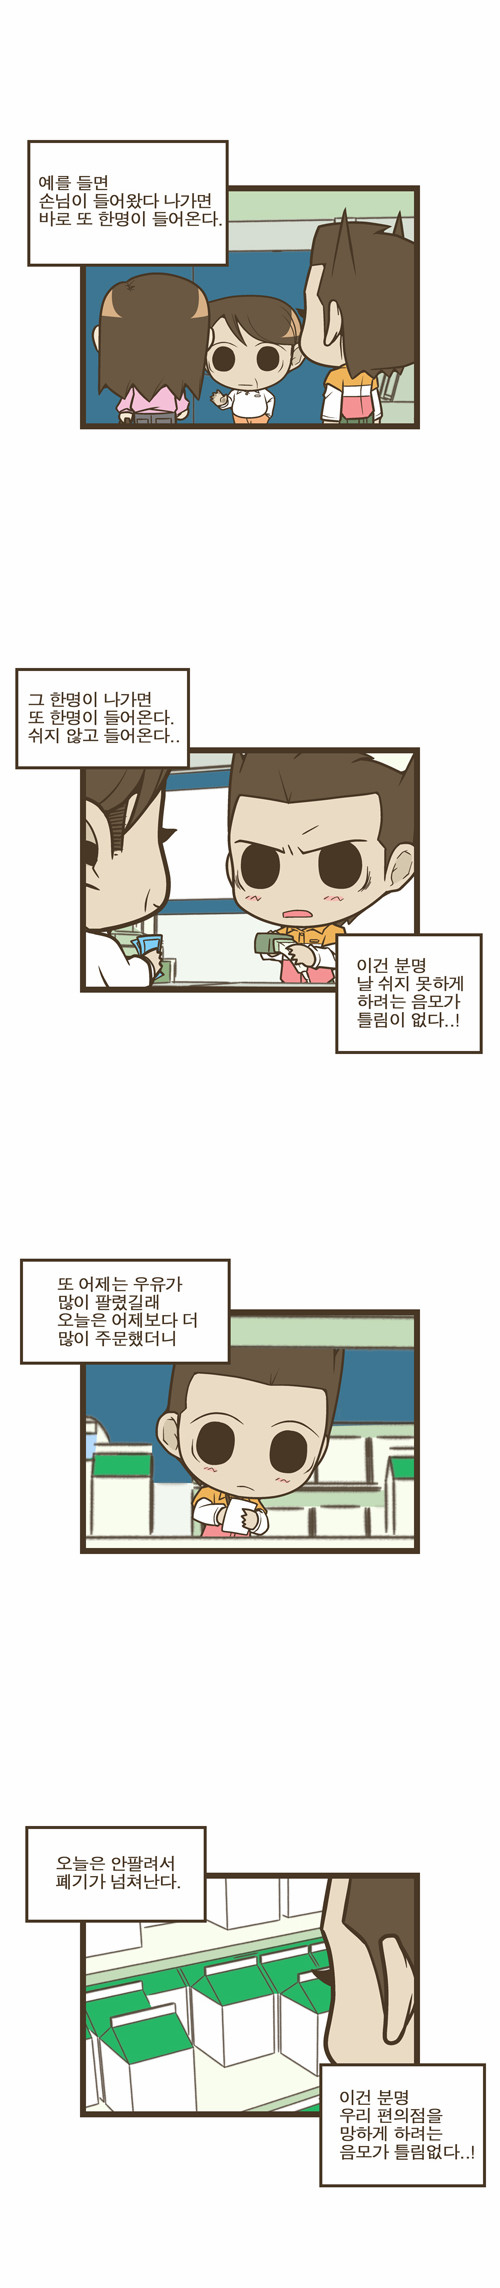 예를 들면
손님이 들어왔다 나가면
바로 또 한명이 들어온다.
그 한명이 나가면
또 한명이 들어온다.
쉬지 않고 들어온다..
이건 분명
날 쉬지 못하게
하려는 음모가
틀림이 없다..!
또 어제는 우유가
많이 팔렸길래
오늘은 어제보다 더
많이 주문했더니
오늘은 안팔려서
폐기가 넘쳐난다.
이건 분명
우리 편의점을
망하게 하려는
음모가 틀림없다..!